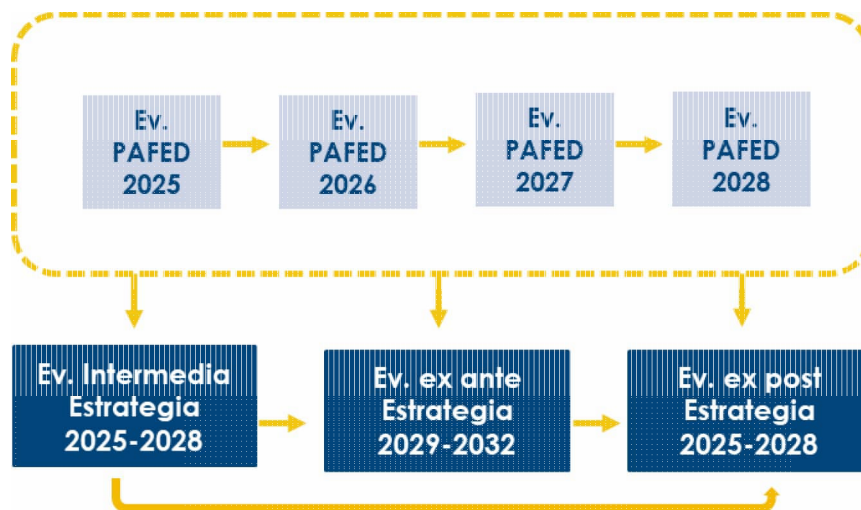 Ev.
PAFED
2025
Ev.
PAFED
2026
Ev.
PAFED
2027
Ev.
PAFED
2028
Ev. Intermedia
Estrategia
2025-2028
Ev. ex ante
Estrategia
2029-2032
Ev. ex post
Estrategia
2025-2028